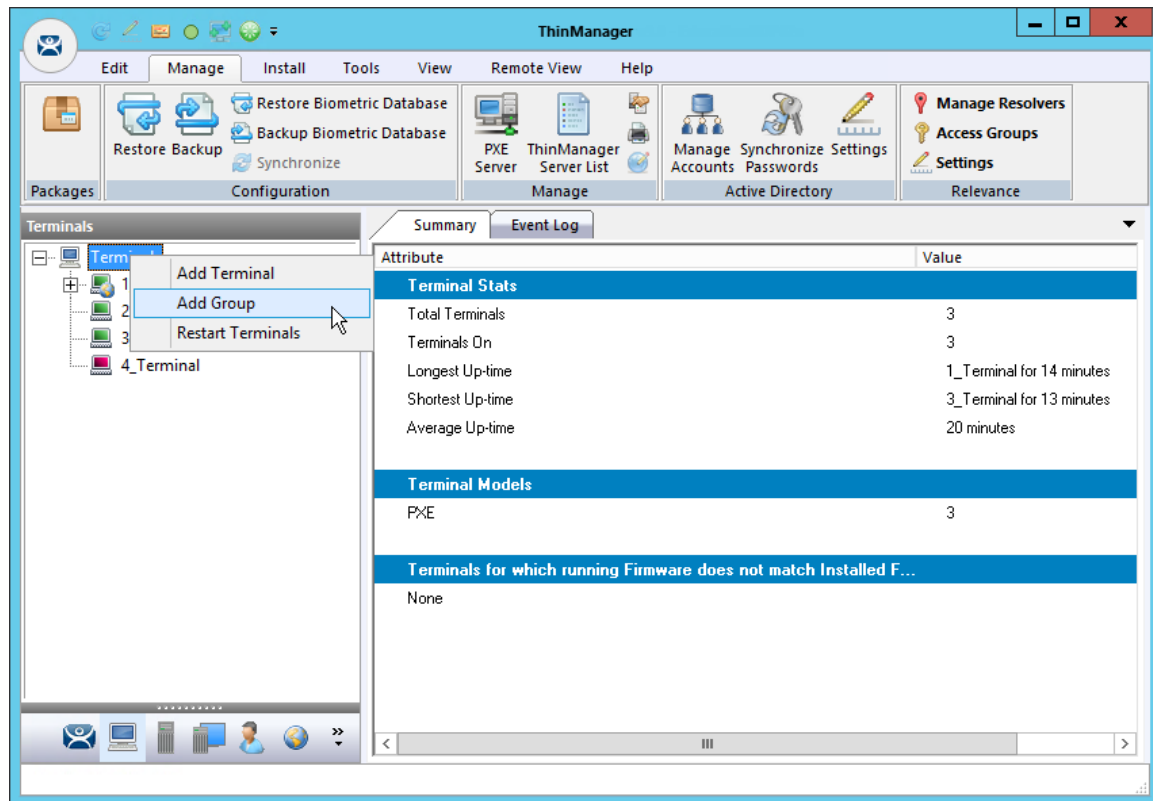 ThinManager
Edit Manage Install Tools View Remote View Help
Restore Backup
Restore Biometric Database
Backup Biometric Database
Synchronize
PXE Server
ThinManager Server List
Manage Accounts
Synchronize Passwords
Settings
Manage Resolvers
Access Groups
Settings
Packages Configuration Manage Active Directory Relevance
Terminals
Summary Event Log
Attribute Value
Term
Add Terminal
Add Group
Restart Terminals
1
2
3
4_Terminal
Terminal Stats
Total Terminals 3
Terminals On 3
Longest Up-time 1_Terminal for 14 minutes
Shortest Up-time 3_Terminal for 13 minutes
Average Up-time 20 minutes
Terminal Models
PXE 3
Terminals for which running Firmware does not match Installed F...
None